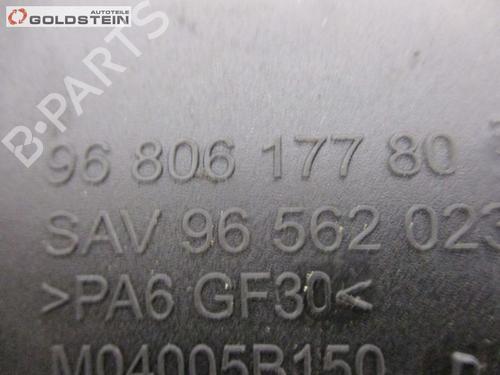 AUTOTEILE
GOLDSTEIN
B-Parts
96 806 177 80
SAV 96 562 023
>PA6 GF30<
M04005B150